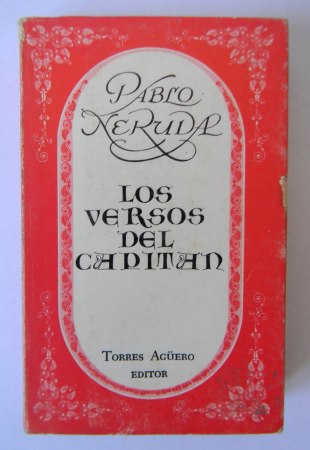 PABLO
NERUDA
LOS
VERSOS
DEL
CAPITAN
TORRES AGÜERO
EDITOR